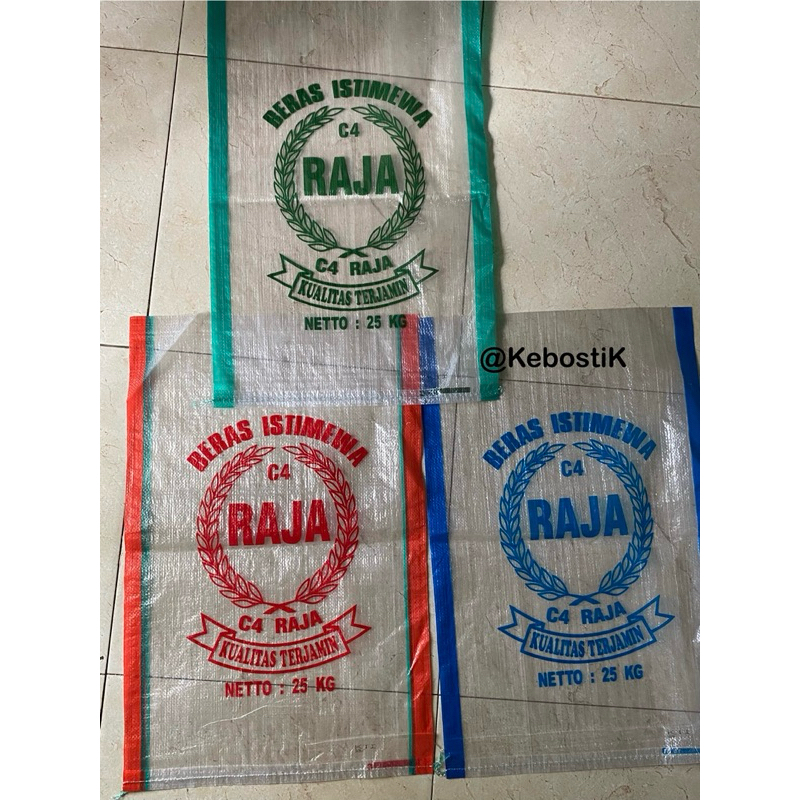 BERAS ISTIMEWA
C4
RAJA
C4 RAJA
KUALITAS TERJAMIN
NETTO : 25 KG
@KebostiK
BERAS ISTIMEWA
C4
RAJA
C4 RAJA
KUALITAS TERJAMIN
NETTO : 25 KG
BERAS ISTIMEWA
C4
RAJA
C4 RAJA
KUALITAS TERJAMIN
NETTO : 25 KG